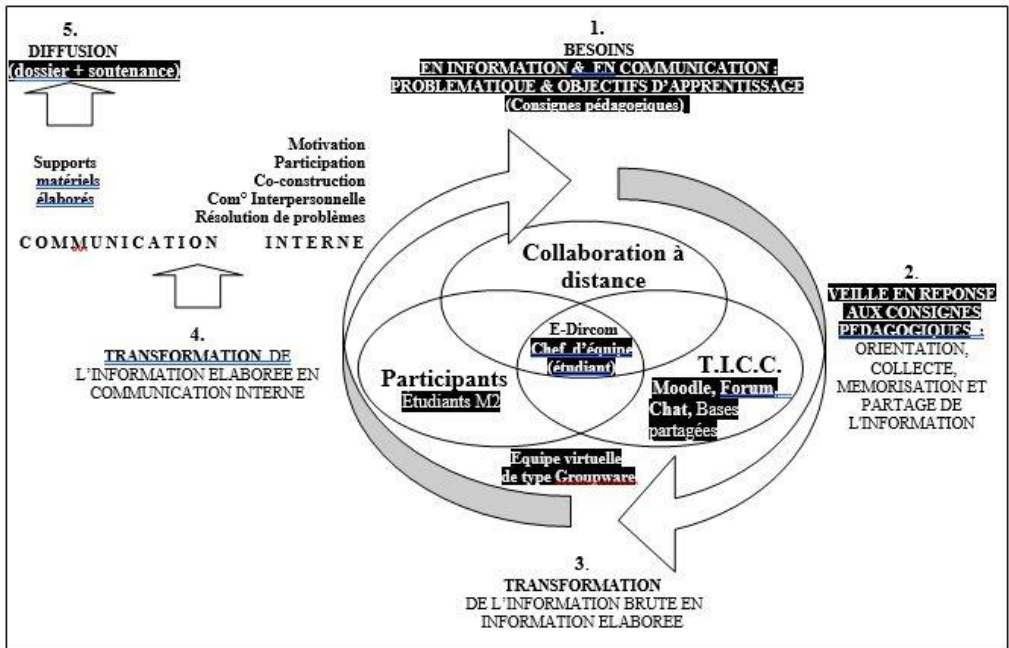 5.
DIFFUSION
(dossier + soutenance)
Supports
matériels
élaborés
1.
BESOINS
EN INFORMATION & EN COMMUNICATION :
PROBLEMATIQUE & OBJECTIFS D'APPRENTISSAGE
(Consignes pédagogiques)
Motivation
Participation
Co-construction
Com° Interpersonnelle
Résolution de problèmes
COMMUNICATION INTERNE
Collaboration à
distance
E-Dircom
Chef d'équipe
(étudiant)
Participants
Etudiants M2
T.I.C.C.
Moodle, Forum,
Chat, Bases
partagées
Equipe virtuelle
de type Groupware
2.
VEILLE EN REPONSE
AUX CONSIGNES
PEDAGOGIQUES :
ORIENTATION,
COLLECTE,
MEMORISATION ET
PARTAGE DE
L'INFORMATION
3.
TRANSFORMATION
DE L'INFORMATION BRUTE EN
INFORMATION ELABOREE
4.
TRANSFORMATION DE
L'INFORMATION ELABOREE EN
COMMUNICATION INTERNE